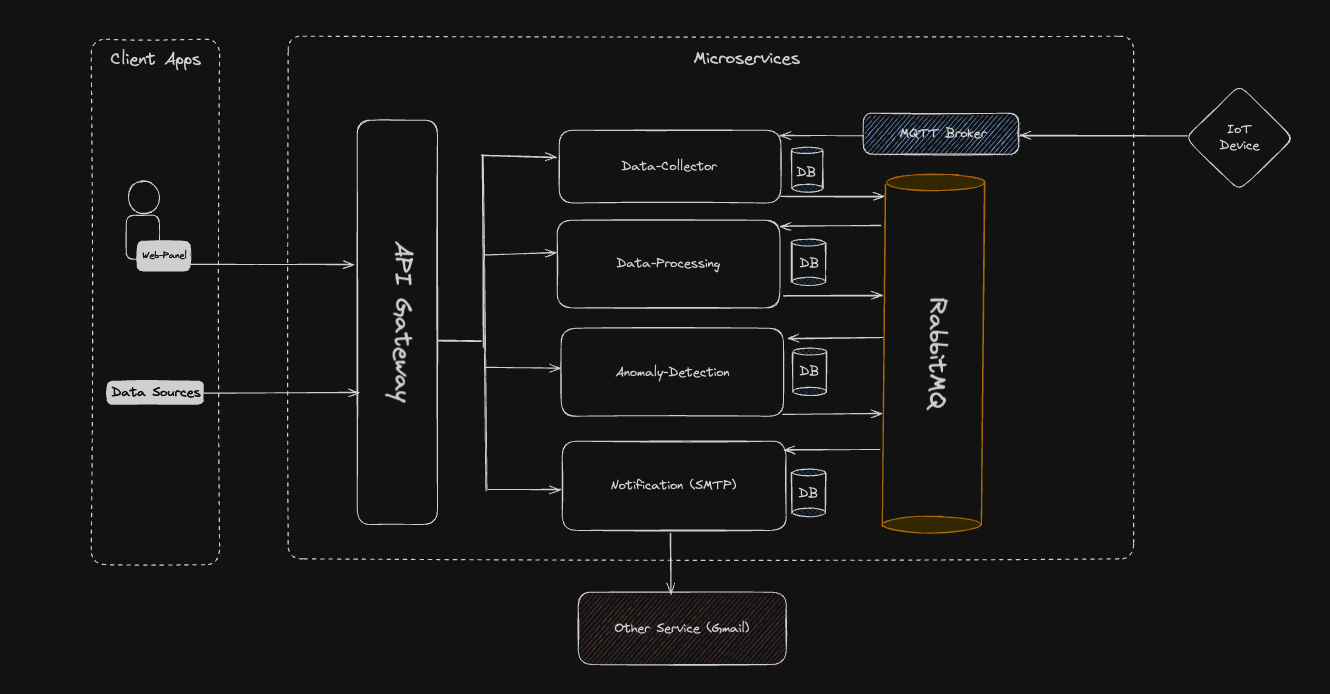 Client Apps
Microservices
MQTT Broker
IoT
Device
Data-Collector
DB
Web-Panel
API Gateway
Data-Processing
DB
RabbitMQ
Data Sources
Anomaly-Detection
DB
Notification (SMTP)
DB
Other Service (Gmail)